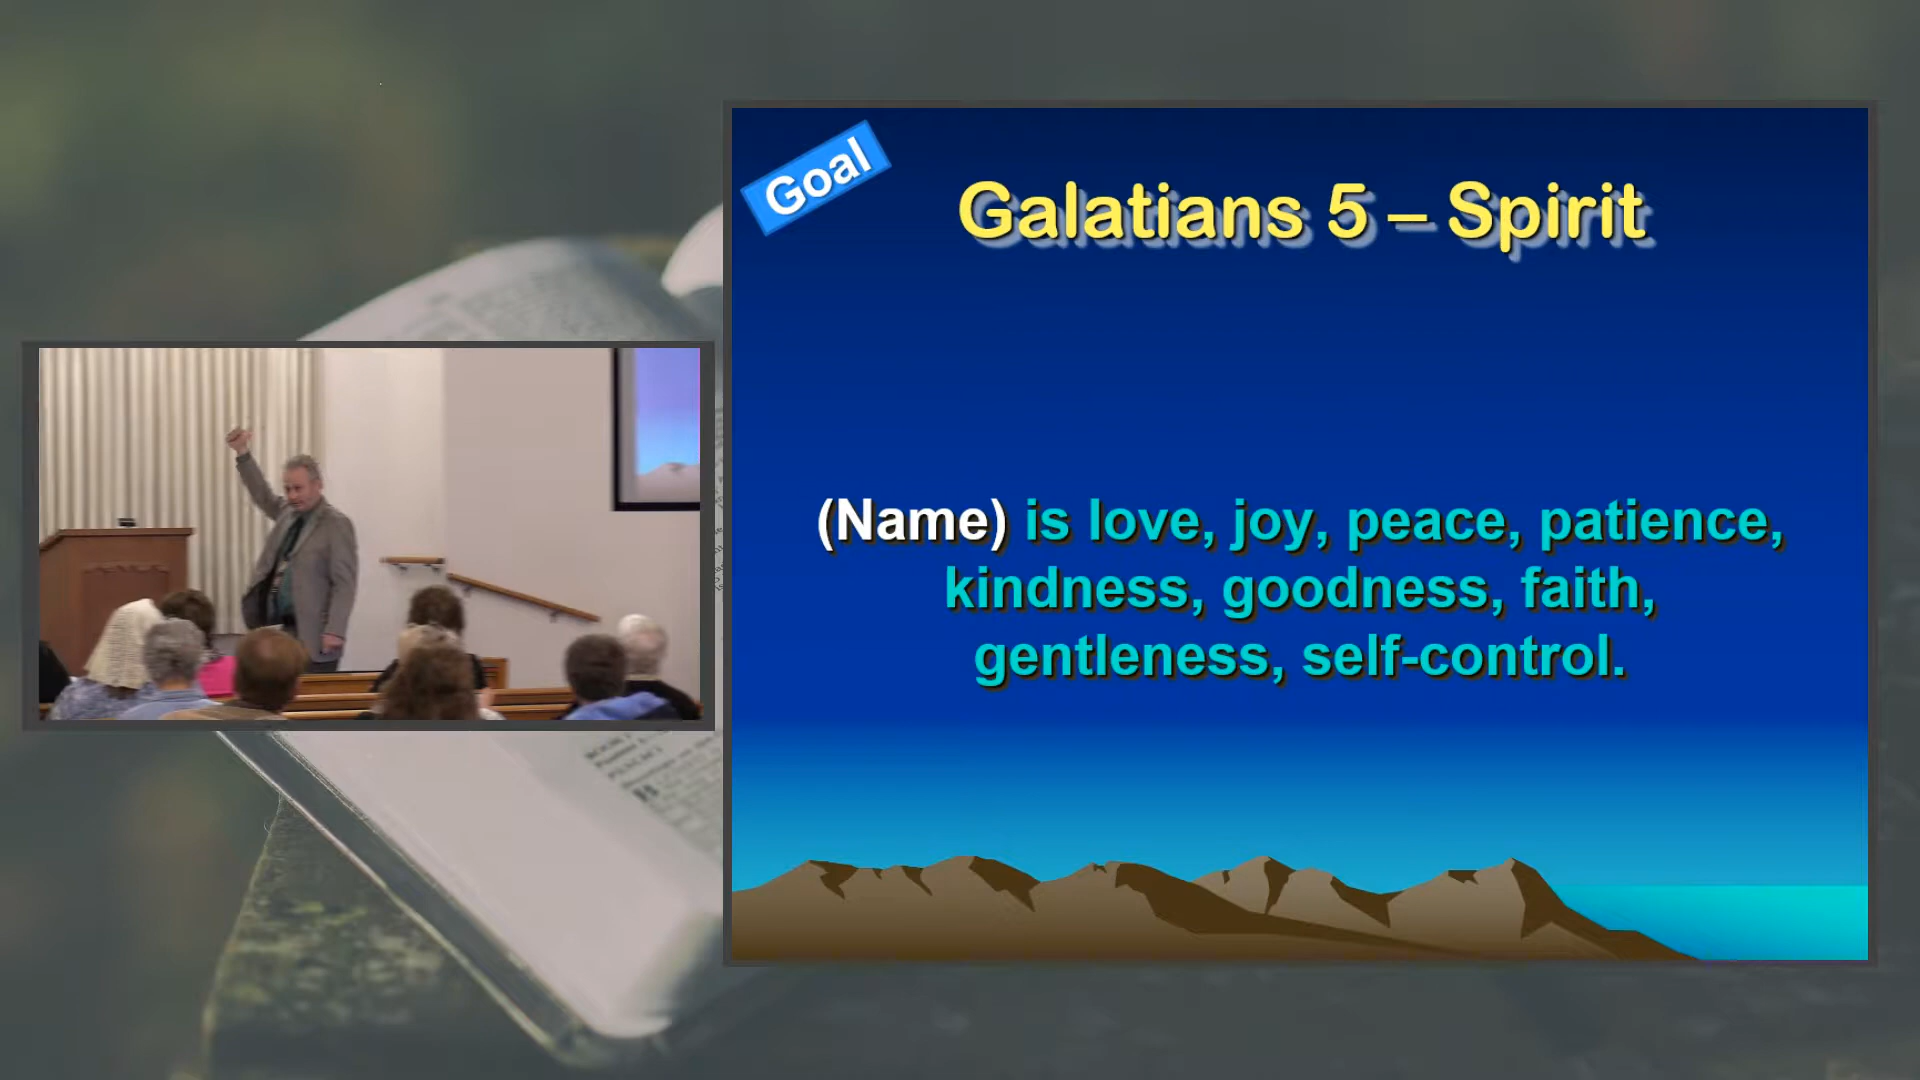 Goal
Galatians 5 – Spirit
(Name) is love, joy, peace, patience,
kindness, goodness, faith,
gentleness, self-control.